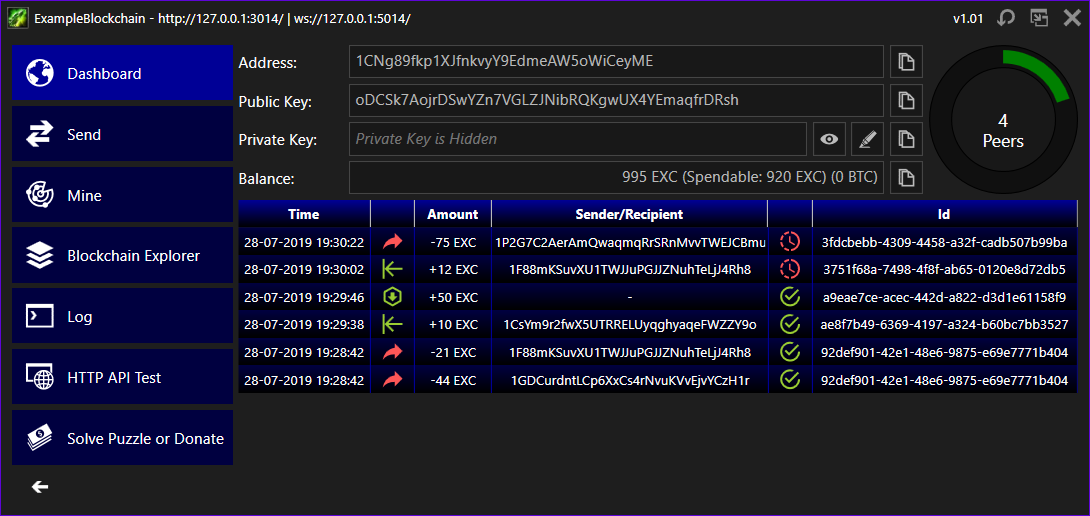 ExampleBlockchain - http://127.0.0.1:3014/ | ws://127.0.0.1:5014/ v1.01
Dashboard
Send
Mine
Blockchain Explorer
Log
HTTP API Test
Solve Puzzle or Donate
Address: 1CNg89fkp1XJfnkvyY9EdmeAW5oWiCeyME
Public Key: oDCSk7AojrDSwYZn7VGLZJNibRQKgwUX4YEmaqfrDRsh
Private Key: Private Key is Hidden
Balance: 995 EXC (Spendable: 920 EXC) (0 BTC)
4
Peers
Time Amount Sender/Recipient Id
28-07-2019 19:30:22 -75 EXC 1P2G7C2AerAmQwaqmqRrSRnMvvTWEJCBmu 3fdcbebb-4309-4458-a32f-cadb507b99ba
28-07-2019 19:30:02 +12 EXC 1F88mKSuvXU1TWJJuPGJJZNuhTeLjJ4Rh8 3751f68a-7498-4f8f-ab65-0120e8d72db5
28-07-2019 19:29:46 +50 EXC - a9eae7ce-acec-442d-a822-d3d1e61158f9
28-07-2019 19:29:38 +10 EXC 1CsYm9r2fwX5UTRRELUyqghyaqeFWZZY9o ae8f7b49-6369-4197-a324-b60bc7bb3527
28-07-2019 19:28:42 -21 EXC 1F88mKSuvXU1TWJJuPGJJZNuhTeLjJ4Rh8 92def901-42e1-48e6-9875-e69e7771b404
28-07-2019 19:28:42 -44 EXC 1GDCurdntLCp6XxCs4rNvuKVvEjvYCzH1r 92def901-42e1-48e6-9875-e69e7771b404